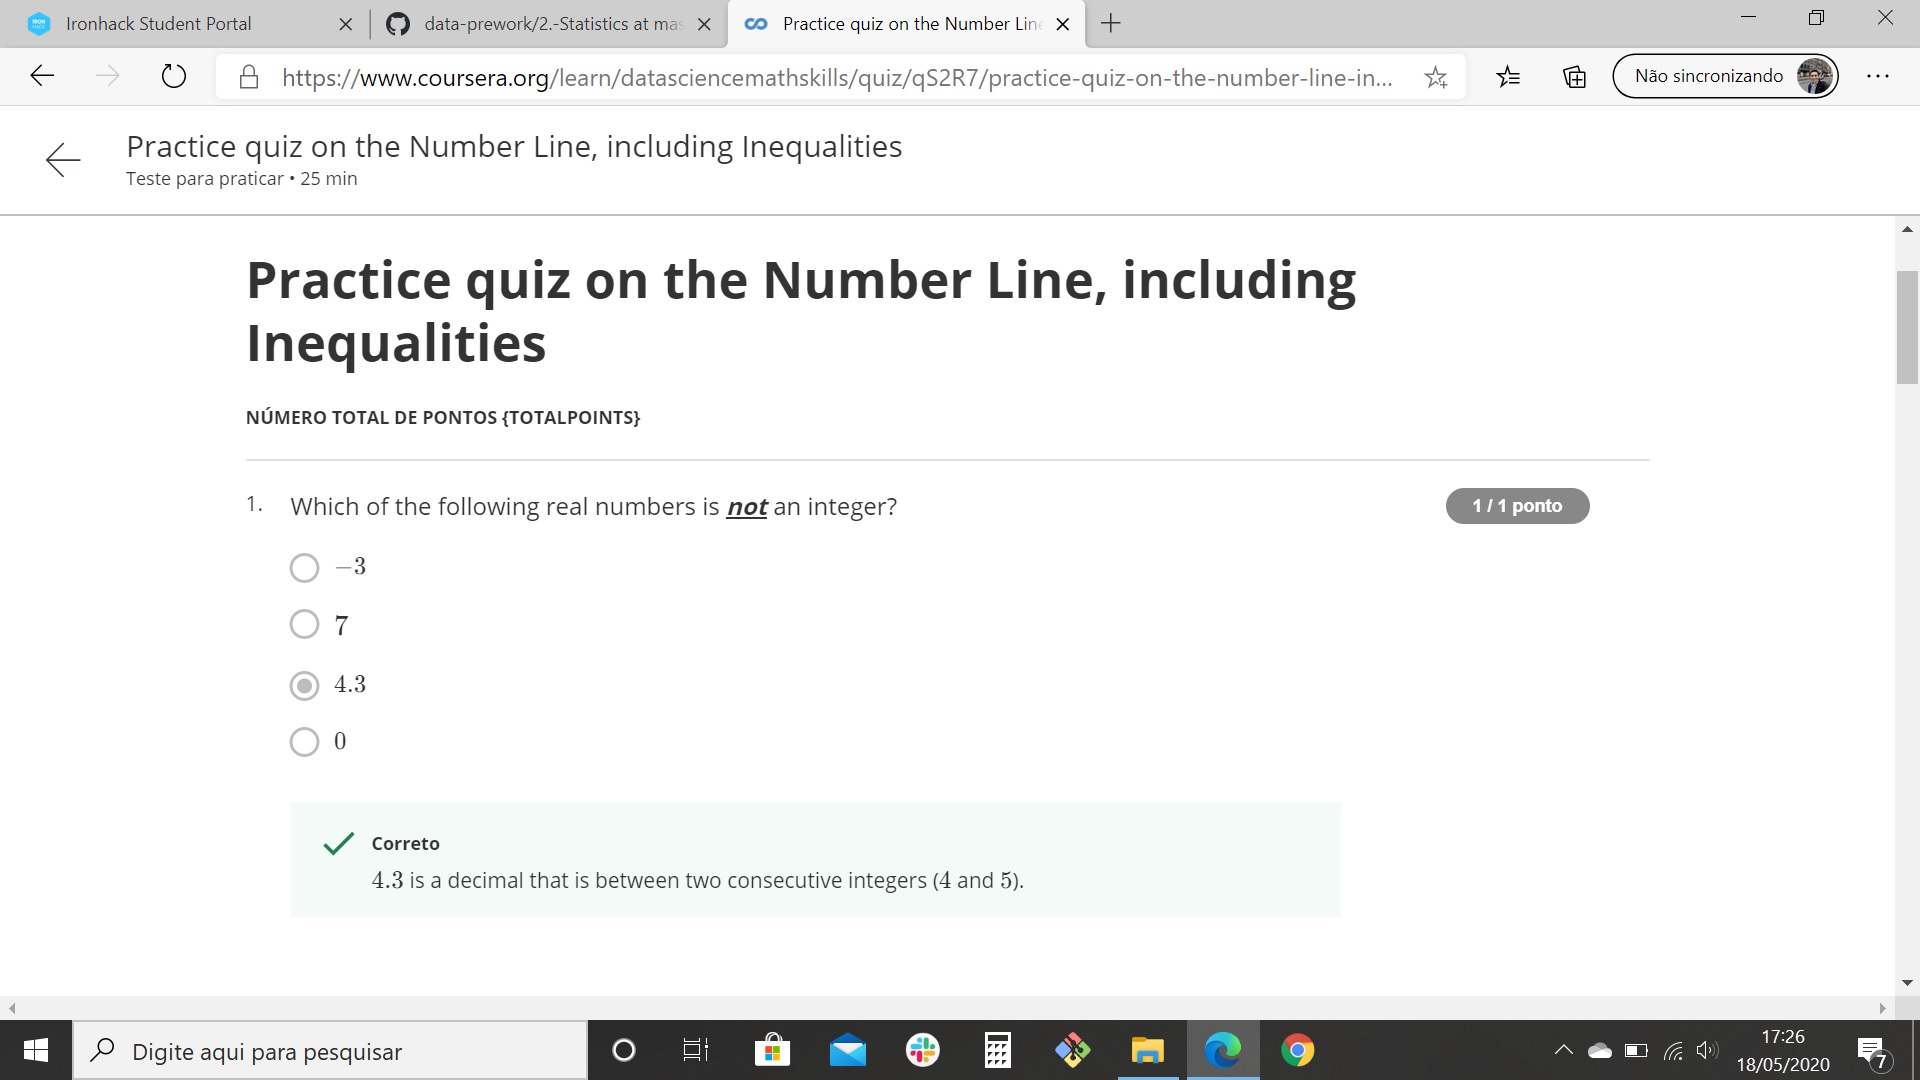 Ironhack Student Portal
data-prework/2.-Statistics at mas
Practice quiz on the Number Line
https://www.coursera.org/learn/datasciencemathskills/quiz/qS2R7/practice-quiz-on-the-number-line-in...
Não sincronizando
Practice quiz on the Number Line, including Inequalities
Teste para praticar • 25 min
Practice quiz on the Number Line, including
Inequalities
NÚMERO TOTAL DE PONTOS {TOTALPOINTS}
1. Which of the following real numbers is not an integer?
1 / 1 ponto
−3
7
4.3
0
Correto
4.3 is a decimal that is between two consecutive integers (4 and 5).
Digite aqui para pesquisar
17:26
18/05/2020
7